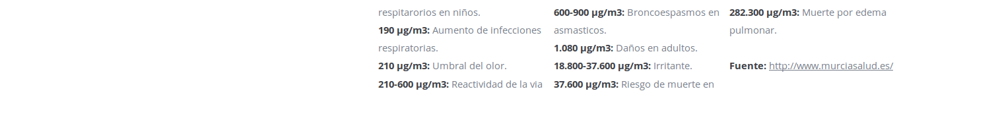 respitarorios en niños.
190 µg/m3: Aumento de infecciones
respiratorias.
210 µg/m3: Umbral del olor.
210-600 µg/m3: Reactividad de la via
600-900 µg/m3: Broncoespasmos en
asmasticos.
1.080 µg/m3: Daños en adultos.
18.800-37.600 µg/m3: Irritante.
37.600 µg/m3: Riesgo de muerte en
282.300 µg/m3: Muerte por edema
pulmonar.
Fuente: http://www.murciasalud.es/